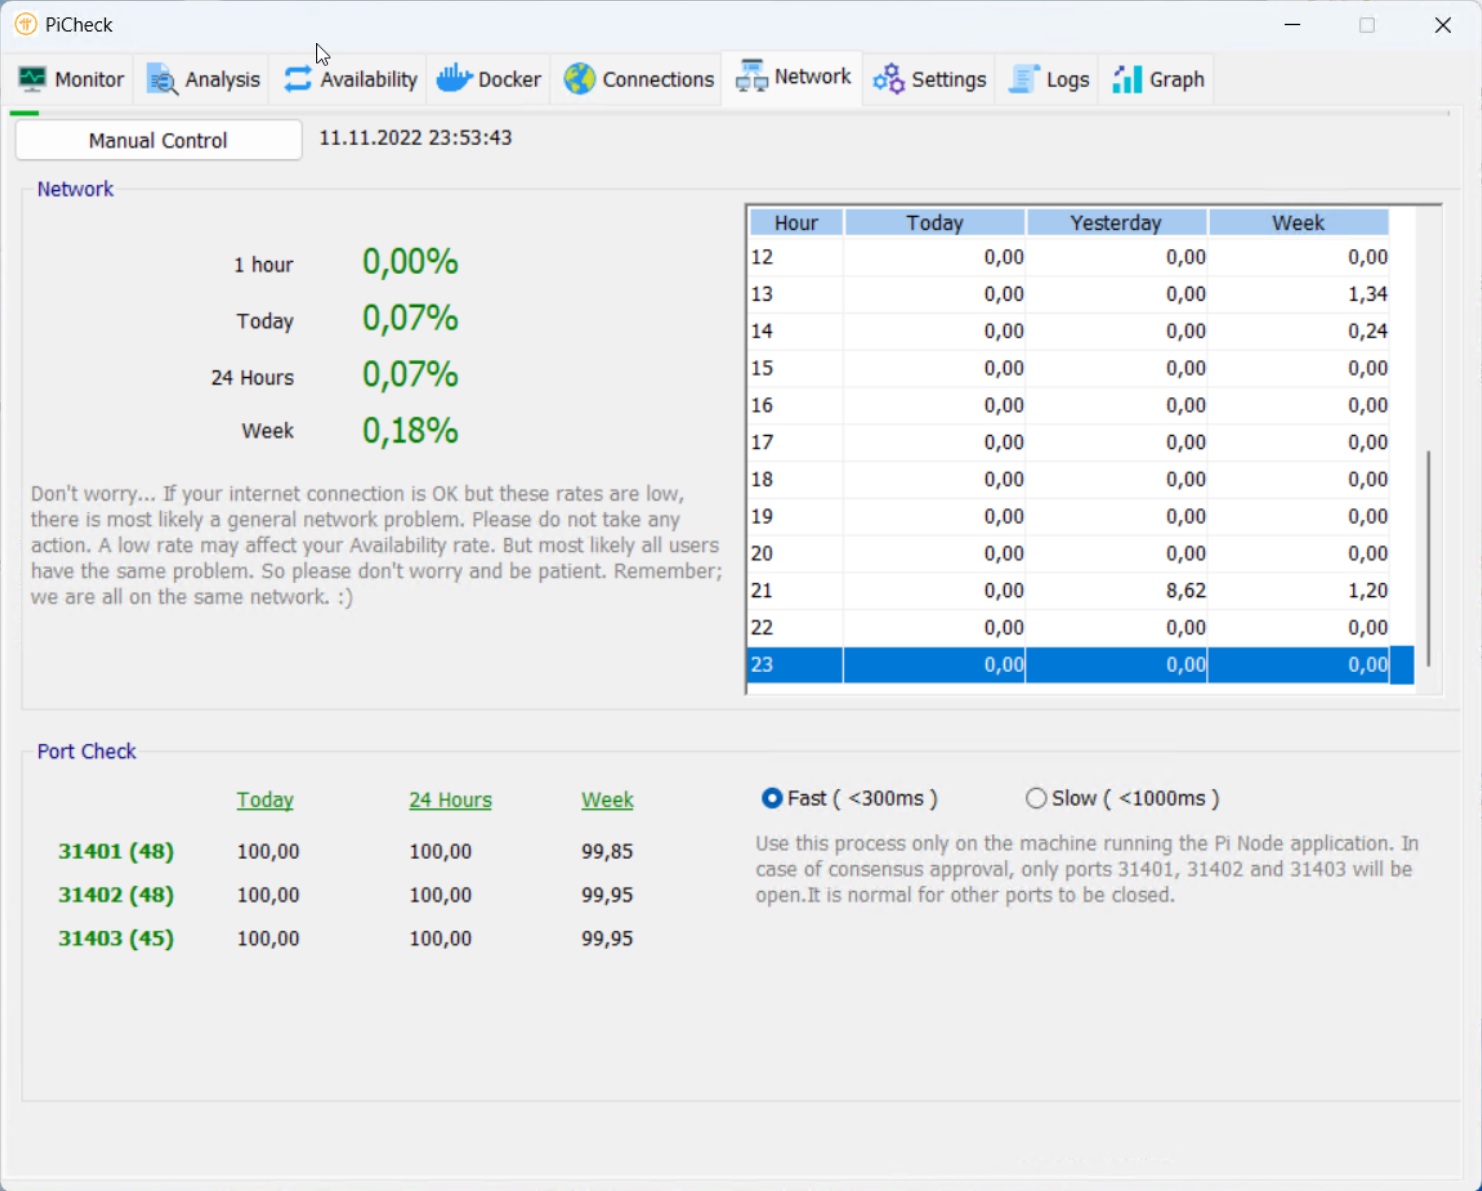 PiCheck
Monitor Analysis Availability Docker Connections Network Settings Logs Graph
Manual Control 11.11.2022 23:53:43
Network
1 hour 0,00%
Today 0,07%
24 Hours 0,07%
Week 0,18%
Don't worry... If your internet connection is OK but these rates are low,
there is most likely a general network problem. Please do not take any
action. A low rate may affect your Availability rate. But most likely all users
have the same problem. So please don't worry and be patient. Remember;
we are all on the same network. :)
Hour Today Yesterday Week
12 0,00 0,00 0,00
13 0,00 0,00 1,34
14 0,00 0,00 0,24
15 0,00 0,00 0,00
16 0,00 0,00 0,00
17 0,00 0,00 0,00
18 0,00 0,00 0,00
19 0,00 0,00 0,00
20 0,00 0,00 0,00
21 0,00 8,62 1,20
22 0,00 0,00 0,00
23 0,00 0,00 0,00
Port Check
Today 24 Hours Week
31401 (48) 100,00 100,00 99,85
31402 (48) 100,00 100,00 99,95
31403 (45) 100,00 100,00 99,95
Fast ( <300ms ) Slow ( <1000ms )
Use this process only on the machine running the Pi Node application. In
case of consensus approval, only ports 31401, 31402 and 31403 will be
open.It is normal for other ports to be closed.